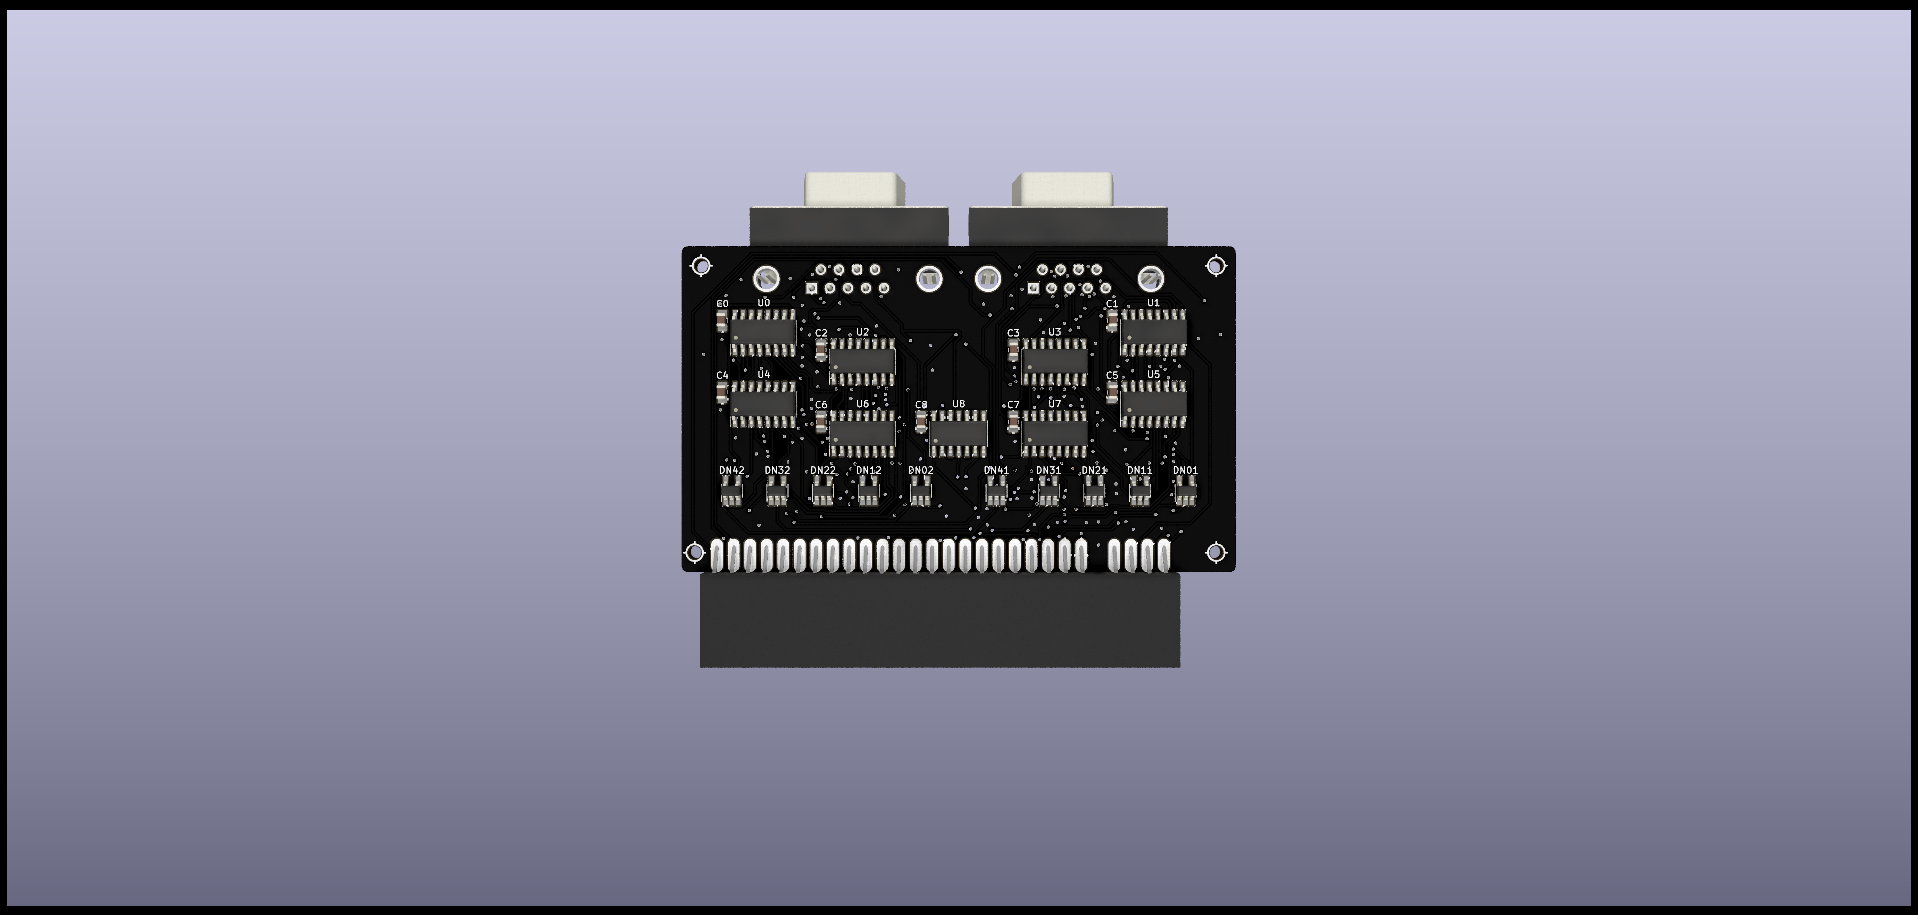 C0 U0 C1 U1
C2 U2 C3 U3
C4 U4 C5 U5
C6 U6 C8 U8 C7 U7
DN42 DN32 DN22 DN12 DN02 DN41 DN31 DN21 DN11 DN01